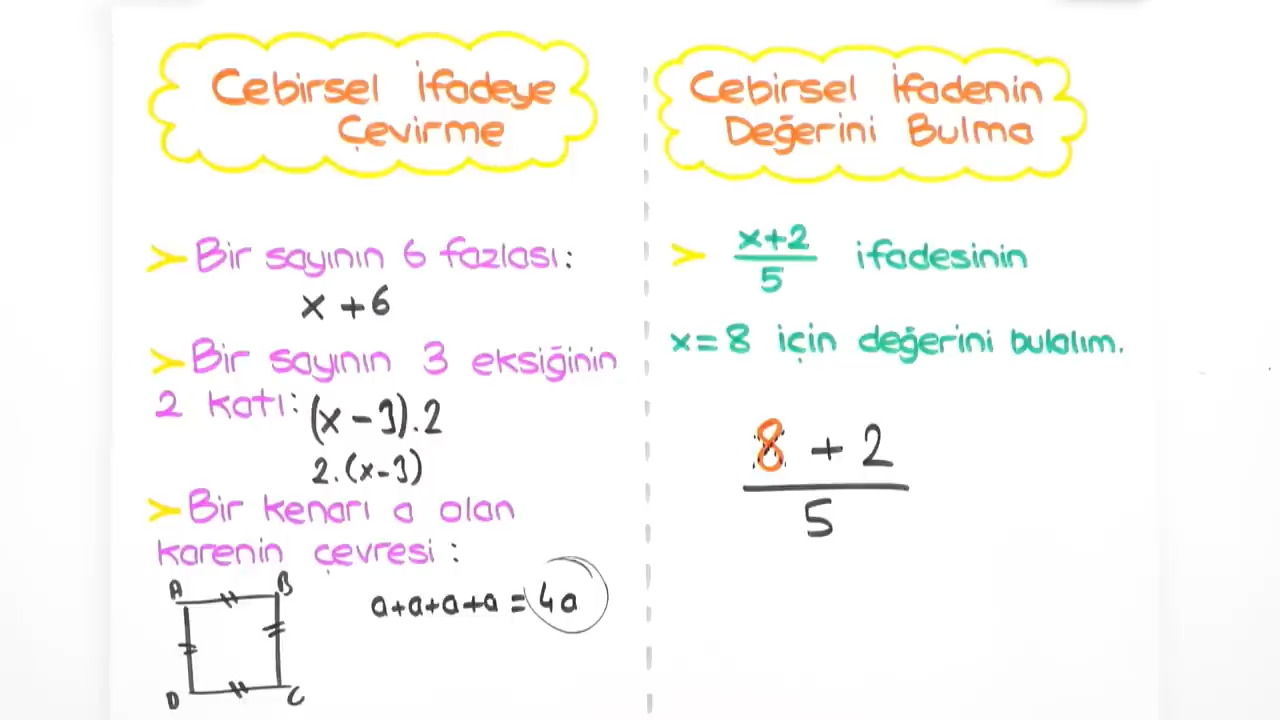 Cebirsel İfadeye
Çevirme
Bir sayının 6 fazlası:
x + 6
Bir sayının 3 eksiğinin
2 katı: (x - 3).2
2.(x-3)
Bir kenarı a olan
karenin çevresi:
A B
a+a+a+a = 4a
D C
Cebirsel İfadenin
Değerini Bulma
x+2
5 ifadesinin
x=8 için değerini bulalım.
8 + 2
5